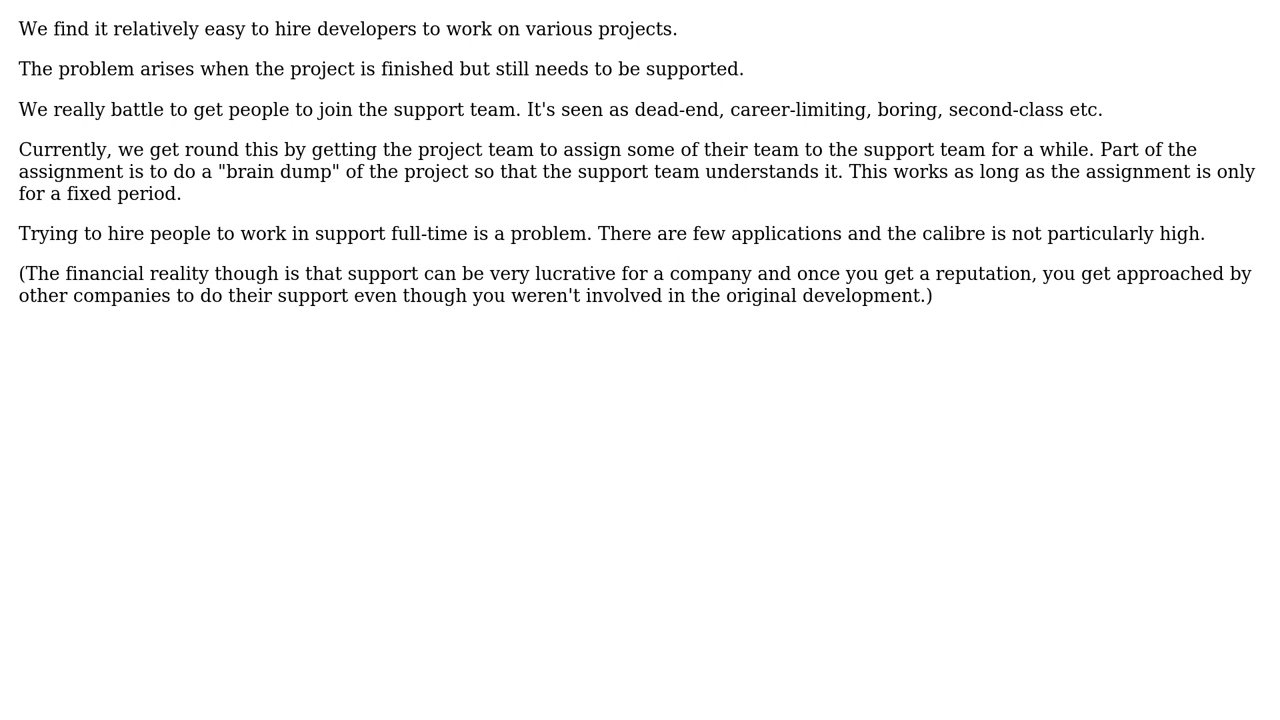 We find it relatively easy to hire developers to work on various projects.
The problem arises when the project is finished but still needs to be supported.
We really battle to get people to join the support team. It's seen as dead-end, career-limiting, boring, second-class etc.
Currently, we get round this by getting the project team to assign some of their team to the support team for a while. Part of the
assignment is to do a "brain dump" of the project so that the support team understands it. This works as long as the assignment is only
for a fixed period.
Trying to hire people to work in support full-time is a problem. There are few applications and the calibre is not particularly high.
(The financial reality though is that support can be very lucrative for a company and once you get a reputation, you get approached by
other companies to do their support even though you weren't involved in the original development.)